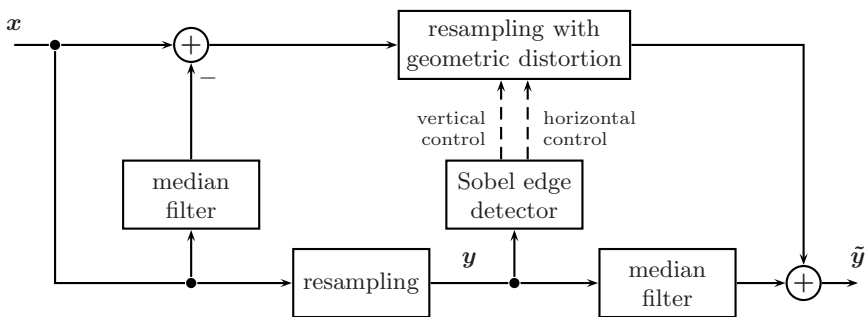 x
+
−
resampling with
geometric distortion
vertical
control
horizontal
control
median
filter
Sobel edge
detector
resampling
y
median
filter
+
ỹ